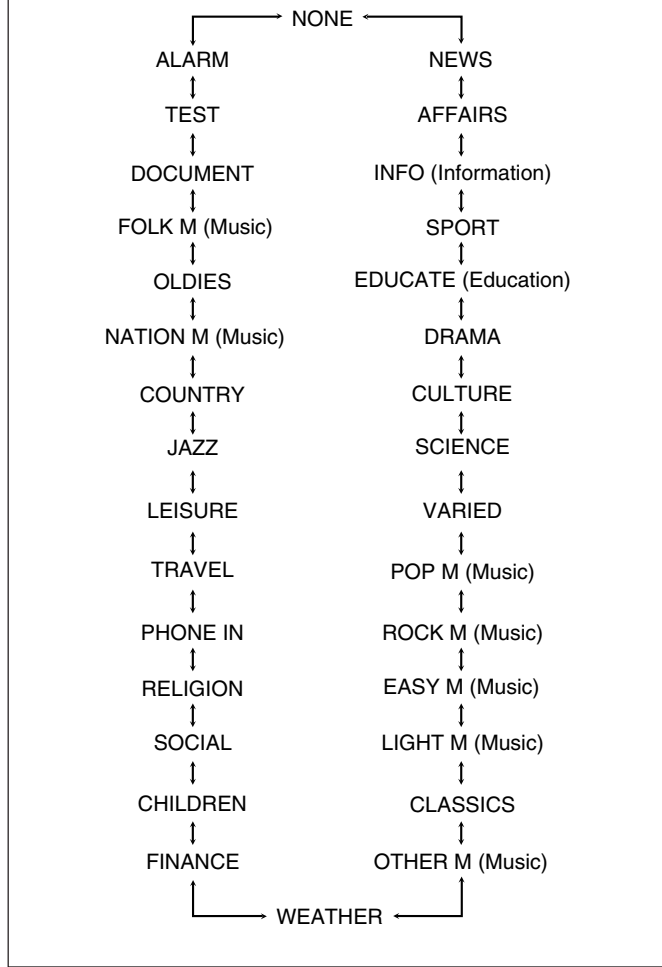 NONE
ALARM
NEWS
TEST
AFFAIRS
DOCUMENT
INFO (Information)
FOLK M (Music)
SPORT
OLDIES
EDUCATE (Education)
NATION M (Music)
DRAMA
COUNTRY
CULTURE
JAZZ
SCIENCE
LEISURE
VARIED
TRAVEL
POP M (Music)
PHONE IN
ROCK M (Music)
RELIGION
EASY M (Music)
SOCIAL
LIGHT M (Music)
CHILDREN
CLASSICS
FINANCE
OTHER M (Music)
WEATHER